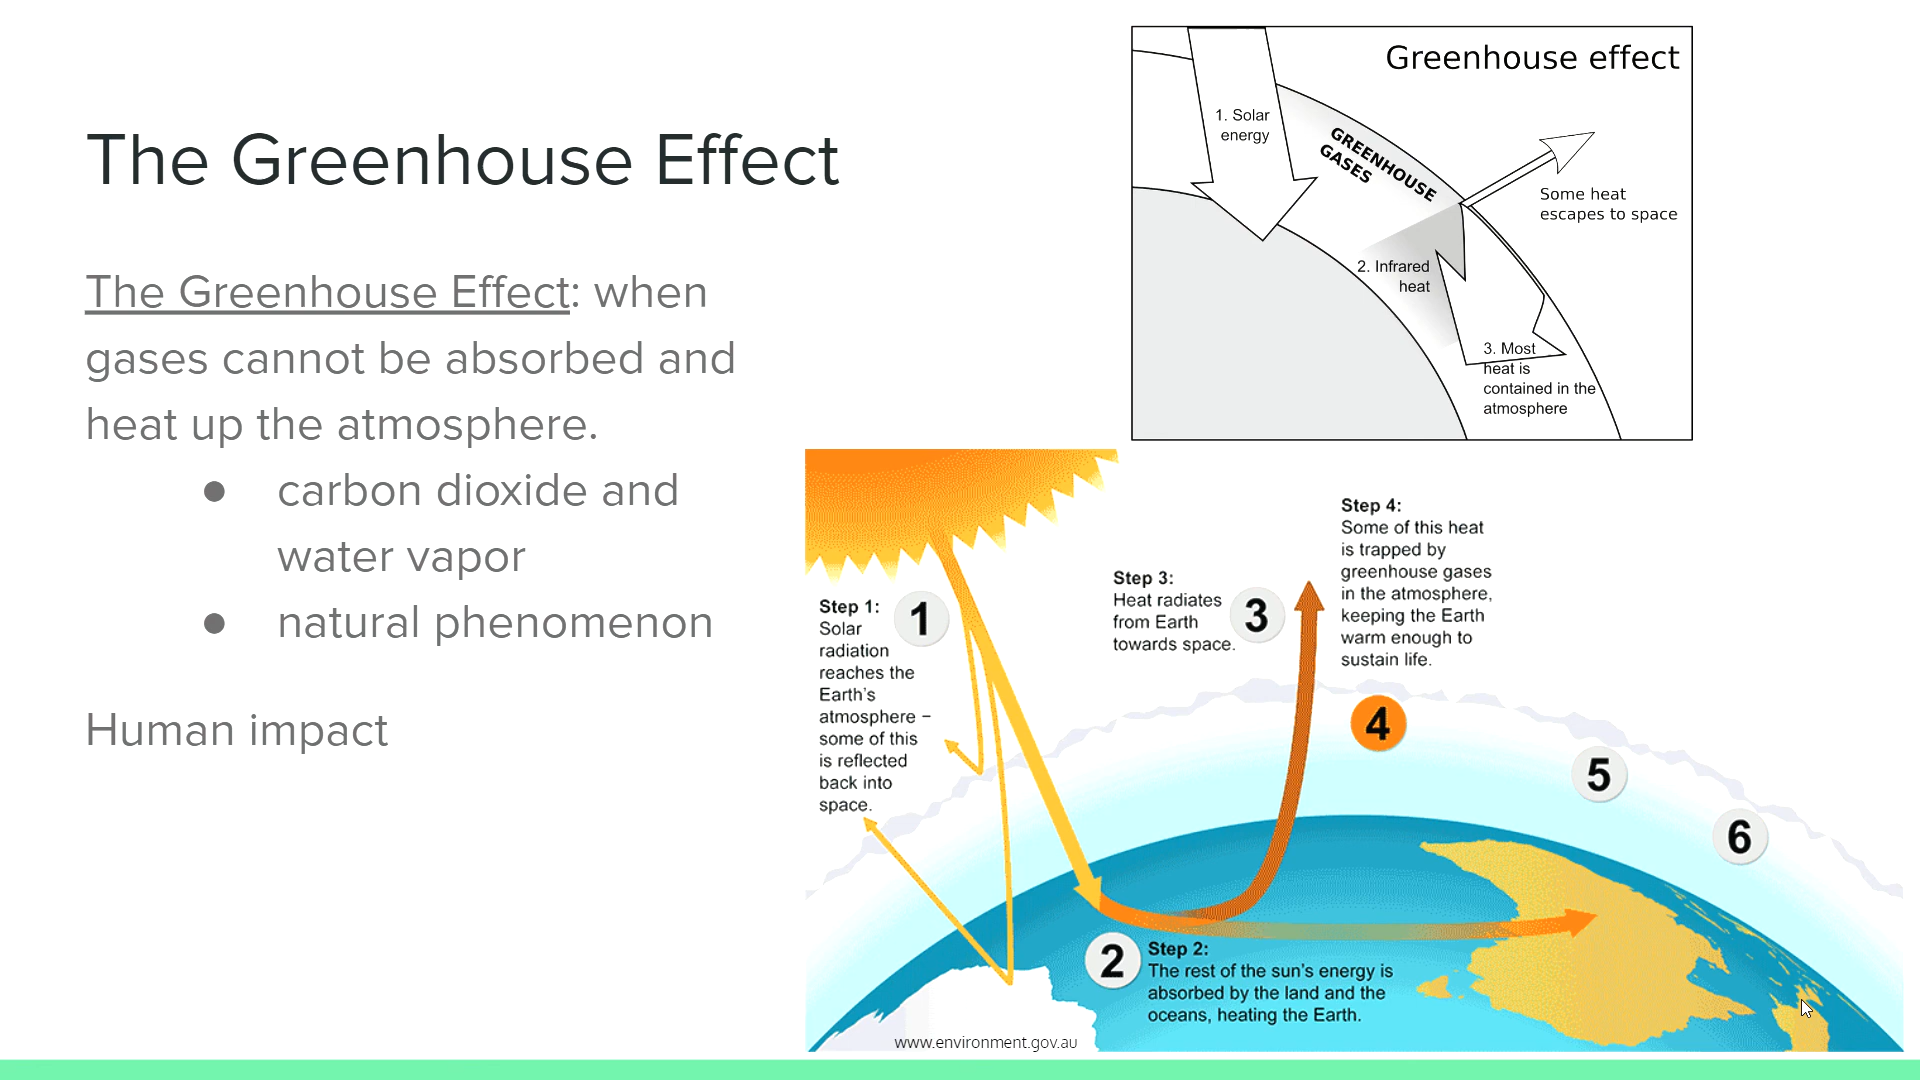 The Greenhouse Effect
The Greenhouse Effect: when
gases cannot be absorbed and
heat up the atmosphere.
● carbon dioxide and
water vapor
● natural phenomenon
Human impact
Greenhouse effect
1. Solar
energy
GREENHOUSE
GASES
Some heat
escapes to space
2. Infrared
heat
3. Most
heat is
contained in the
atmosphere
Step 1:
Solar
radiation
reaches the
Earth's
atmosphere –
some of this
is reflected
back into
space.
1
Step 3:
Heat radiates
from Earth
towards space.
3
Step 4:
Some of this heat
is trapped by
greenhouse gases
in the atmosphere,
keeping the Earth
warm enough to
sustain life.
4
5
6
2
Step 2:
The rest of the sun's energy is
absorbed by the land and the
oceans, heating the Earth.
www.environment.gov.au